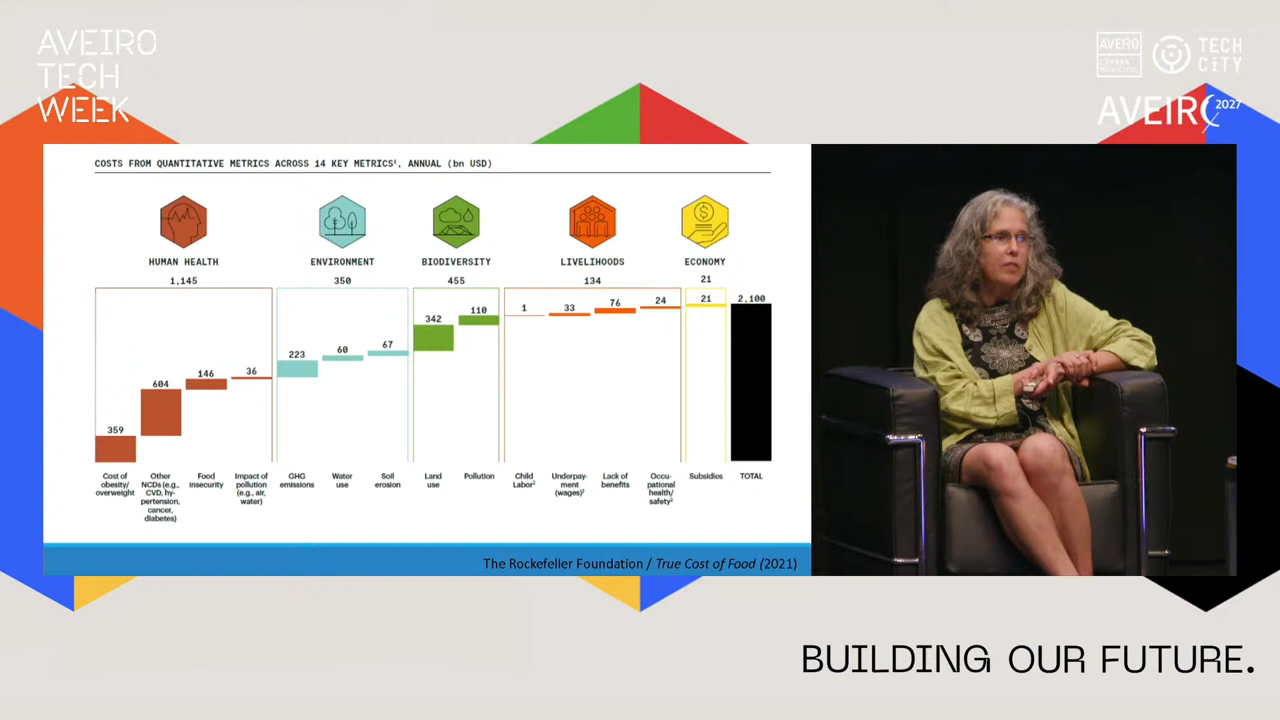 AVEIRO
TECH
WEEK
AVEIRO
CÂMARA
MUNICIPAL
TECH
CiTY
AVEIRO 2027
COSTS FROM QUANTITATIVE METRICS ACROSS 14 KEY METRICS¹, ANNUAL (bn USD)
HUMAN HEALTH
ENVIRONMENT
BIODIVERSITY
LIVELIHOODS
ECONOMY
1,145
350
455
134
21
359
604
146
36
223
60
67
342
110
1
33
76
24
21
2,100
Cost of
obesity/
overweight
Other
NCDs (e.g.,
CVD, hy-
pertension,
cancer,
diabetes)
Food
insecurity
Impact of
pollution
(e.g., air,
water)
GHG
emissions
Water
use
Soil
erosion
Land
use
Pollution
Child
Labor²
Underpay-
ment
(wages)²
Lack of
benefits
Occu-
pational
health/
safety²
Subsidies
TOTAL
The Rockefeller Foundation / True Cost of Food (2021)
BUILDING OUR FUTURE.